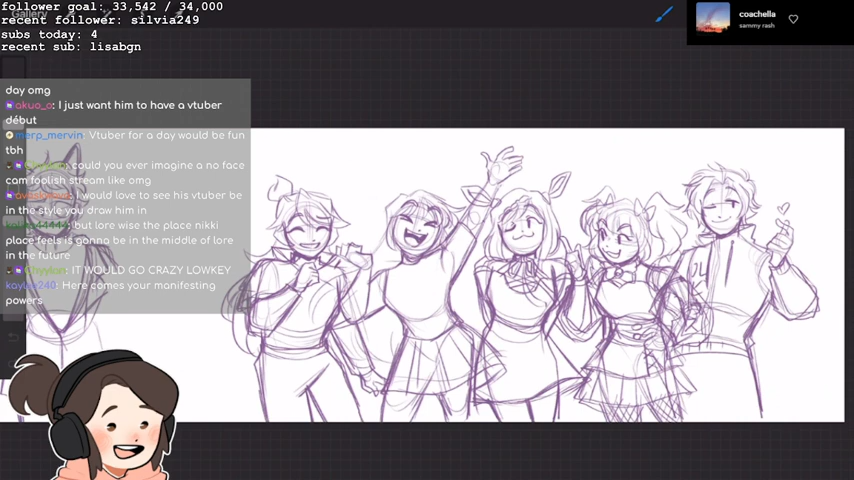 follower goal: 33,542 / 34,000
Gallery
recent follower: silvia249
subs today: 4
recent sub: lisabgn
coachella
sammy rash
day omg
akuo_o: I just want him to have a vtuber
début
merp_mervin: Vtuber for a day would be fun
tbh
could you ever imagine a no face
cam foolish stream like omg
I would love to see his vtuber be
in the style you draw him in
but lore wise the place nikki
place feels is gonna be in the middle of lore
in the future
IT WOULD GO CRAZY LOWKEY
Here comes your manifesting
powers